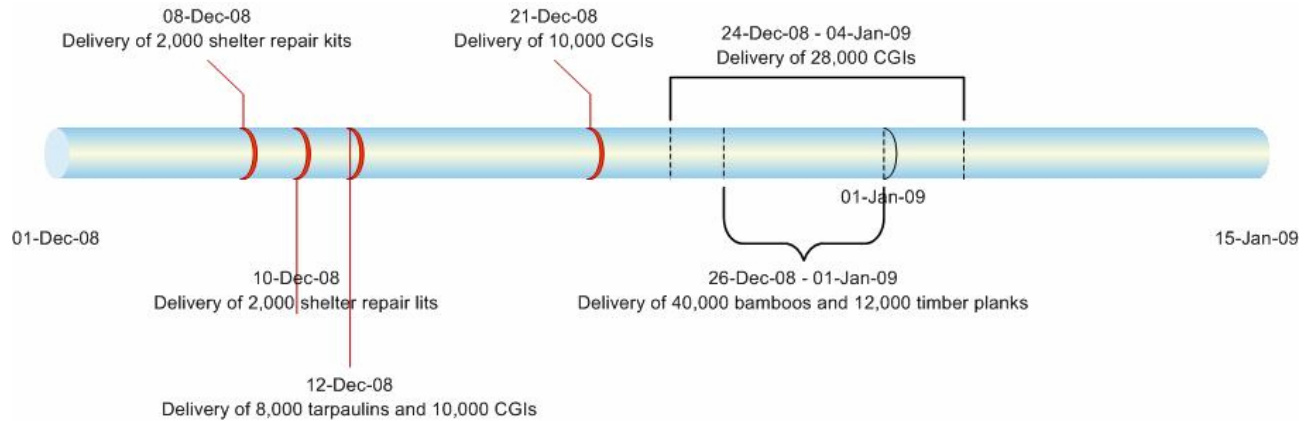 08-Dec-08
Delivery of 2,000 shelter repair kits
21-Dec-08
Delivery of 10,000 CGIs
24-Dec-08 - 04-Jan-09
Delivery of 28,000 CGIs
01-Jan-09
01-Dec-08
15-Jan-09
10-Dec-08
Delivery of 2,000 shelter repair lits
26-Dec-08 - 01-Jan-09
Delivery of 40,000 bamboos and 12,000 timber planks
12-Dec-08
Delivery of 8,000 tarpaulins and 10,000 CGIs